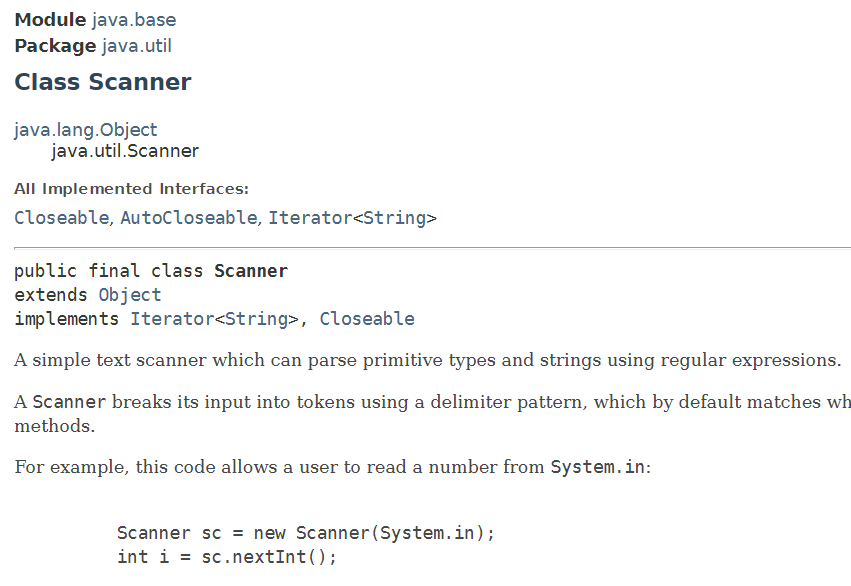 Module java.base
Package java.util
Class Scanner
java.lang.Object
java.util.Scanner
All Implemented Interfaces:
Closeable, AutoCloseable, Iterator<String>
public final class Scanner
extends Object
implements Iterator<String>, Closeable
A simple text scanner which can parse primitive types and strings using regular expressions.
A Scanner breaks its input into tokens using a delimiter pattern, which by default matches
methods.
For example, this code allows a user to read a number from System.in:
Scanner sc = new Scanner(System.in);
int i = sc.nextInt();